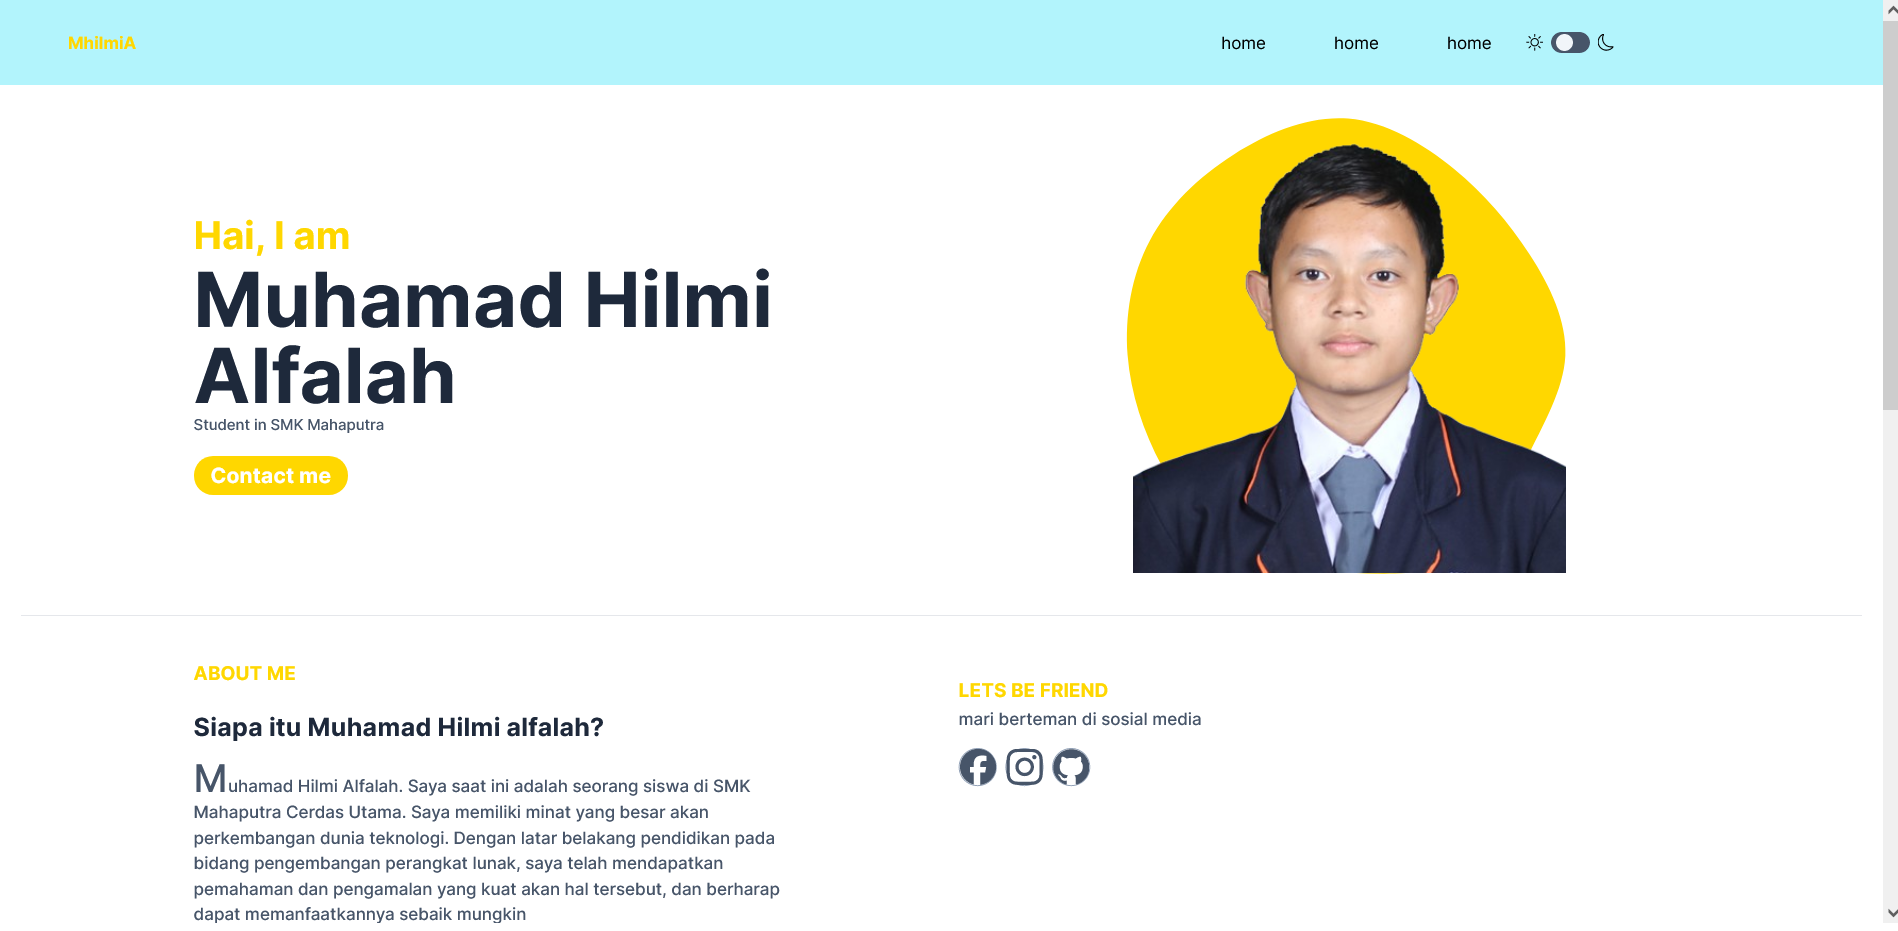 MhilmiA
home
home
home
Hai, I am
Muhamad Hilmi
Alfalah
Student in SMK Mahaputra
Contact me
ABOUT ME
Siapa itu Muhamad Hilmi alfalah?
Muhamad Hilmi Alfalah. Saya saat ini adalah seorang siswa di SMK
Mahaputra Cerdas Utama. Saya memiliki minat yang besar akan
perkembangan dunia teknologi. Dengan latar belakang pendidikan pada
bidang pengembangan perangkat lunak, saya telah mendapatkan
pemahaman dan pengamalan yang kuat akan hal tersebut, dan berharap
dapat memanfaatkannya sebaik mungkin
LETS BE FRIEND
mari berteman di sosial media